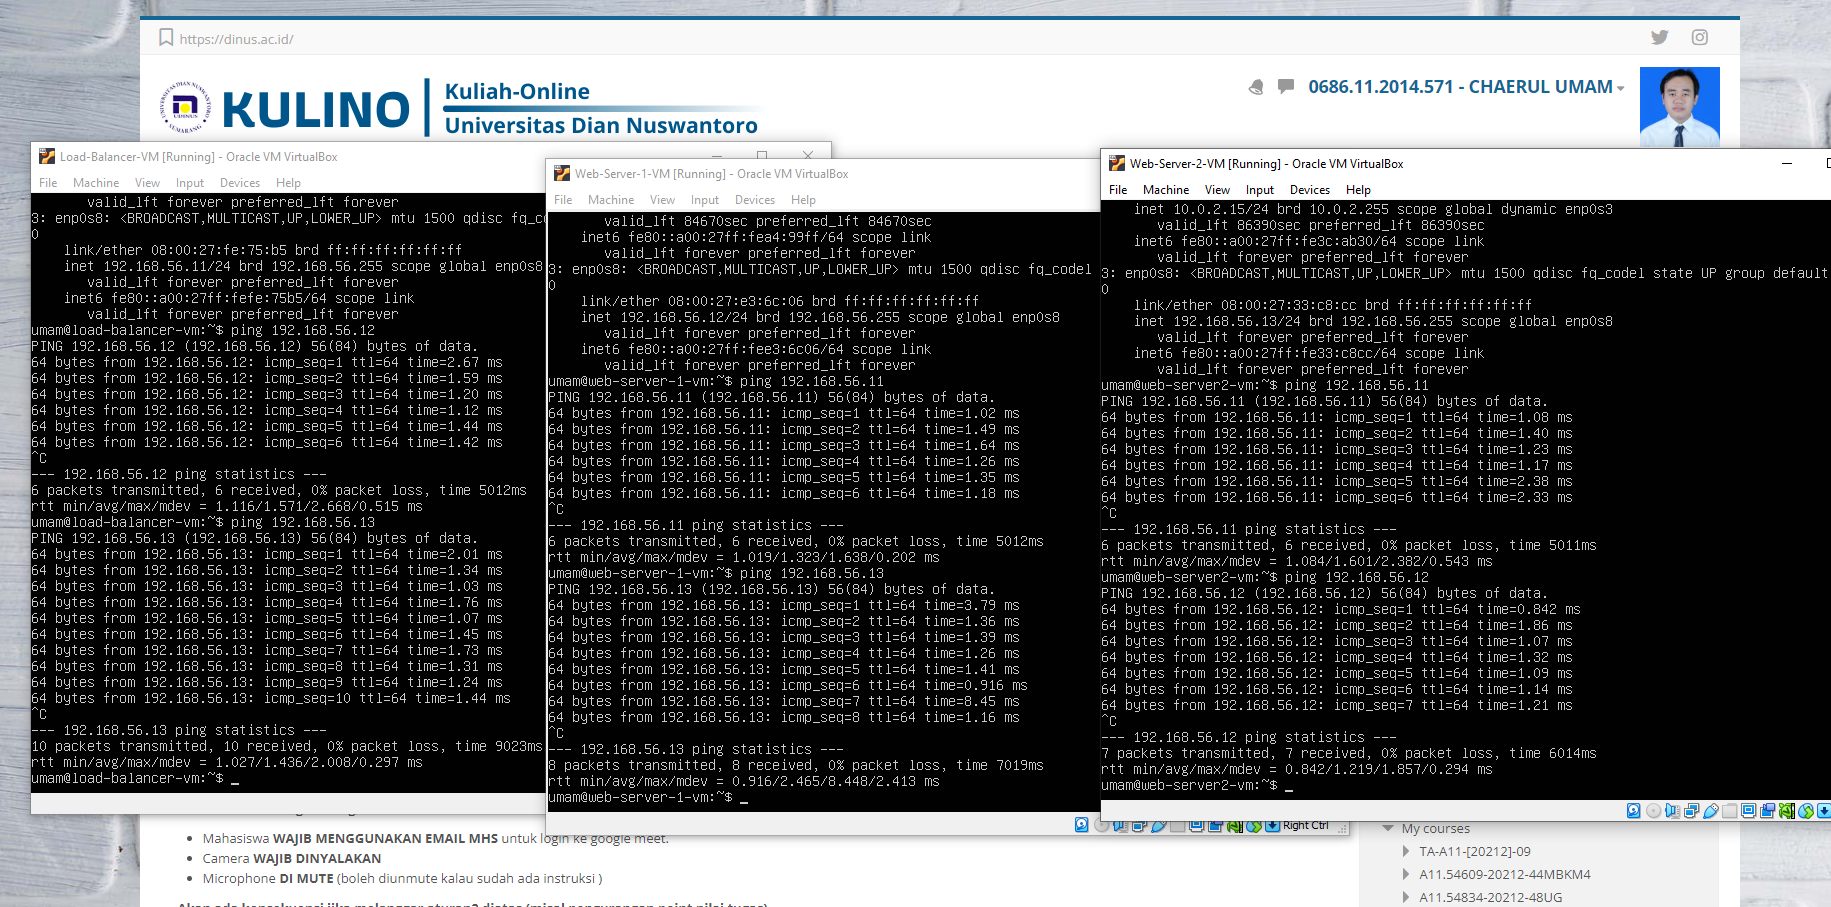 https://dinus.ac.id/
KULINO
Kuliah-Online
Universitas Dian Nuswantoro
0686.11.2014.571 - CHAERUL UMAM
Load-Balancer-VM [Running] - Oracle VM VirtualBox
File Machine View Input Devices Help
valid_lft forever preferred_lft forever
3: enp0s8: <BROADCAST,MULTICAST,UP,LOWER_UP> mtu 1500 qdisc fq_co
0
link/ether 08:00:27:fe:75:b5 brd ff:ff:ff:ff:ff:ff
inet 192.168.56.11/24 brd 192.168.56.255 scope global enp0s8
valid_lft forever preferred_lft forever
inet6 fe80::a00:27ff:fefe:75b5/64 scope link
valid_lft forever preferred_lft forever
umam@load-balancer-vm:~$ ping 192.168.56.12
PING 192.168.56.12 (192.168.56.12) 56(84) bytes of data.
64 bytes from 192.168.56.12: icmp_seq=1 ttl=64 time=2.67 ms
64 bytes from 192.168.56.12: icmp_seq=2 ttl=64 time=1.59 ms
64 bytes from 192.168.56.12: icmp_seq=3 ttl=64 time=1.20 ms
64 bytes from 192.168.56.12: icmp_seq=4 ttl=64 time=1.12 ms
64 bytes from 192.168.56.12: icmp_seq=5 ttl=64 time=1.44 ms
64 bytes from 192.168.56.12: icmp_seq=6 ttl=64 time=1.42 ms
^C
--- 192.168.56.12 ping statistics ---
6 packets transmitted, 6 received, 0% packet loss, time 5012ms
rtt min/avg/max/mdev = 1.116/1.571/2.668/0.515 ms
umam@load-balancer-vm:~$ ping 192.168.56.13
PING 192.168.56.13 (192.168.56.13) 56(84) bytes of data.
64 bytes from 192.168.56.13: icmp_seq=1 ttl=64 time=2.01 ms
64 bytes from 192.168.56.13: icmp_seq=2 ttl=64 time=1.34 ms
64 bytes from 192.168.56.13: icmp_seq=3 ttl=64 time=1.03 ms
64 bytes from 192.168.56.13: icmp_seq=4 ttl=64 time=1.76 ms
64 bytes from 192.168.56.13: icmp_seq=5 ttl=64 time=1.07 ms
64 bytes from 192.168.56.13: icmp_seq=6 ttl=64 time=1.45 ms
64 bytes from 192.168.56.13: icmp_seq=7 ttl=64 time=1.73 ms
64 bytes from 192.168.56.13: icmp_seq=8 ttl=64 time=1.31 ms
64 bytes from 192.168.56.13: icmp_seq=9 ttl=64 time=1.24 ms
64 bytes from 192.168.56.13: icmp_seq=10 ttl=64 time=1.44 ms
^C
--- 192.168.56.13 ping statistics ---
10 packets transmitted, 10 received, 0% packet loss, time 9023ms
rtt min/avg/max/mdev = 1.027/1.436/2.008/0.297 ms
umam@load-balancer-vm:~$ _
Web-Server-1-VM [Running] - Oracle VM VirtualBox
File Machine View Input Devices Help
valid_lft 84670sec preferred_lft 84670sec
inet6 fe80::a00:27ff:fea4:99ff/64 scope link
valid_lft forever preferred_lft forever
3: enp0s8: <BROADCAST,MULTICAST,UP,LOWER_UP> mtu 1500 qdisc fq_codel
0
link/ether 08:00:27:e3:6c:06 brd ff:ff:ff:ff:ff:ff
inet 192.168.56.12/24 brd 192.168.56.255 scope global enp0s8
valid_lft forever preferred_lft forever
inet6 fe80::a00:27ff:fee3:6c06/64 scope link
valid_lft forever preferred_lft forever
umam@web-server-1-vm:~$ ping 192.168.56.11
PING 192.168.56.11 (192.168.56.11) 56(84) bytes of data.
64 bytes from 192.168.56.11: icmp_seq=1 ttl=64 time=1.02 ms
64 bytes from 192.168.56.11: icmp_seq=2 ttl=64 time=1.49 ms
64 bytes from 192.168.56.11: icmp_seq=3 ttl=64 time=1.64 ms
64 bytes from 192.168.56.11: icmp_seq=4 ttl=64 time=1.26 ms
64 bytes from 192.168.56.11: icmp_seq=5 ttl=64 time=1.35 ms
64 bytes from 192.168.56.11: icmp_seq=6 ttl=64 time=1.18 ms
^C
--- 192.168.56.11 ping statistics ---
6 packets transmitted, 6 received, 0% packet loss, time 5012ms
rtt min/avg/max/mdev = 1.019/1.323/1.638/0.202 ms
umam@web-server-1-vm:~$ ping 192.168.56.13
PING 192.168.56.13 (192.168.56.13) 56(84) bytes of data.
64 bytes from 192.168.56.13: icmp_seq=1 ttl=64 time=3.79 ms
64 bytes from 192.168.56.13: icmp_seq=2 ttl=64 time=1.36 ms
64 bytes from 192.168.56.13: icmp_seq=3 ttl=64 time=1.39 ms
64 bytes from 192.168.56.13: icmp_seq=4 ttl=64 time=1.26 ms
64 bytes from 192.168.56.13: icmp_seq=5 ttl=64 time=1.41 ms
64 bytes from 192.168.56.13: icmp_seq=6 ttl=64 time=0.916 ms
64 bytes from 192.168.56.13: icmp_seq=7 ttl=64 time=8.45 ms
64 bytes from 192.168.56.13: icmp_seq=8 ttl=64 time=1.16 ms
^C
--- 192.168.56.13 ping statistics ---
8 packets transmitted, 8 received, 0% packet loss, time 7019ms
rtt min/avg/max/mdev = 0.916/2.465/8.448/2.413 ms
umam@web-server-1-vm:~$ _
Right Ctrl
Web-Server-2-VM [Running] - Oracle VM VirtualBox
File Machine View Input Devices Help
inet 10.0.2.15/24 brd 10.0.2.255 scope global dynamic enp0s3
valid_lft 86390sec preferred_lft 86390sec
inet6 fe80::a00:27ff:fe3c:ab30/64 scope link
valid_lft forever preferred_lft forever
3: enp0s8: <BROADCAST,MULTICAST,UP,LOWER_UP> mtu 1500 qdisc fq_codel state UP group default
0
link/ether 08:00:27:33:c8:cc brd ff:ff:ff:ff:ff:ff
inet 192.168.56.13/24 brd 192.168.56.255 scope global enp0s8
valid_lft forever preferred_lft forever
inet6 fe80::a00:27ff:fe33:c8cc/64 scope link
valid_lft forever preferred_lft forever
umam@web-server2-vm:~$ ping 192.168.56.11
PING 192.168.56.11 (192.168.56.11) 56(84) bytes of data.
64 bytes from 192.168.56.11: icmp_seq=1 ttl=64 time=1.08 ms
64 bytes from 192.168.56.11: icmp_seq=2 ttl=64 time=1.40 ms
64 bytes from 192.168.56.11: icmp_seq=3 ttl=64 time=1.23 ms
64 bytes from 192.168.56.11: icmp_seq=4 ttl=64 time=1.17 ms
64 bytes from 192.168.56.11: icmp_seq=5 ttl=64 time=2.38 ms
64 bytes from 192.168.56.11: icmp_seq=6 ttl=64 time=2.33 ms
^C
--- 192.168.56.11 ping statistics ---
6 packets transmitted, 6 received, 0% packet loss, time 5011ms
rtt min/avg/max/mdev = 1.084/1.601/2.382/0.543 ms
umam@web-server2-vm:~$ ping 192.168.56.12
PING 192.168.56.12 (192.168.56.12) 56(84) bytes of data.
64 bytes from 192.168.56.12: icmp_seq=1 ttl=64 time=0.842 ms
64 bytes from 192.168.56.12: icmp_seq=2 ttl=64 time=1.86 ms
64 bytes from 192.168.56.12: icmp_seq=3 ttl=64 time=1.07 ms
64 bytes from 192.168.56.12: icmp_seq=4 ttl=64 time=1.32 ms
64 bytes from 192.168.56.12: icmp_seq=5 ttl=64 time=1.09 ms
64 bytes from 192.168.56.12: icmp_seq=6 ttl=64 time=1.14 ms
64 bytes from 192.168.56.12: icmp_seq=7 ttl=64 time=1.21 ms
^C
--- 192.168.56.12 ping statistics ---
7 packets transmitted, 7 received, 0% packet loss, time 6014ms
rtt min/avg/max/mdev = 0.842/1.219/1.857/0.294 ms
umam@web-server2-vm:~$ _
Mahasiswa WAJIB MENGGUNAKAN EMAIL MHS untuk login ke google meet.
Camera WAJIB DINYALAKAN
Microphone DI MUTE (boleh diunmute kalau sudah ada instruksi )
My courses
TA-A11-[20212]-09
A11.54609-20212-44MBKM4
A11.54834-20212-48UG